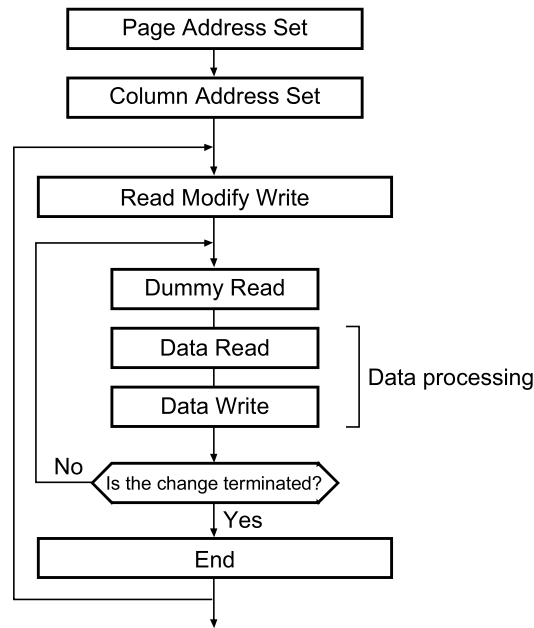 Page Address Set
Column Address Set
Read Modify Write
Dummy Read
Data Read
Data processing
Data Write
Is the change terminated?
No
Yes
End